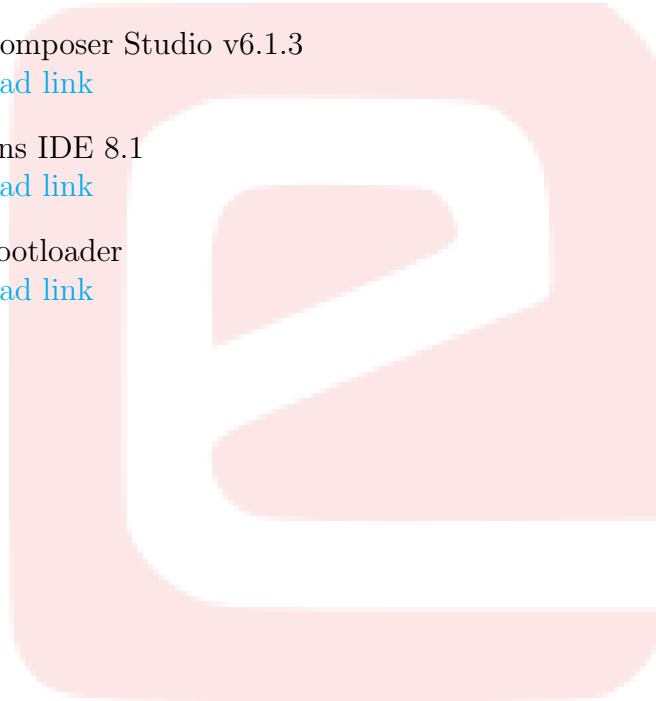 omposer Studio v6.1.3
ad link
ns IDE 8.1
ad link
ootloader
ad link